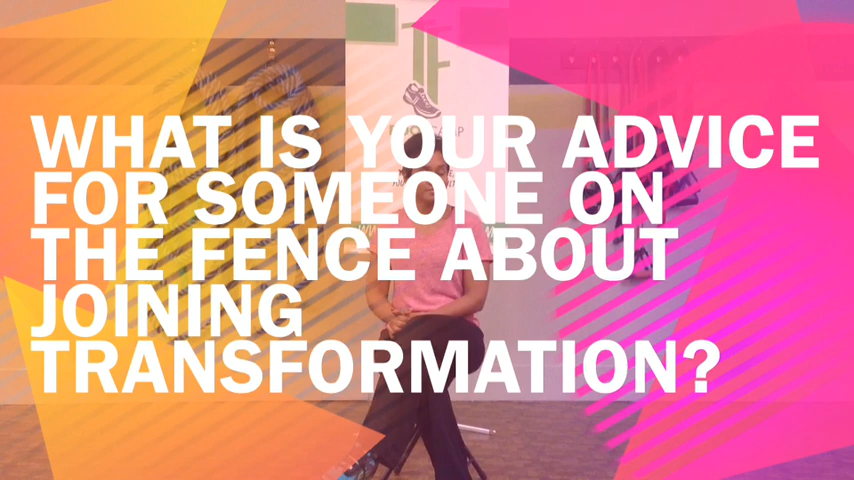 WHAT IS YOUR ADVICE
FOR SOMEONE ON
THE FENCE ABOUT
JOINING
TRANSFORMATION?